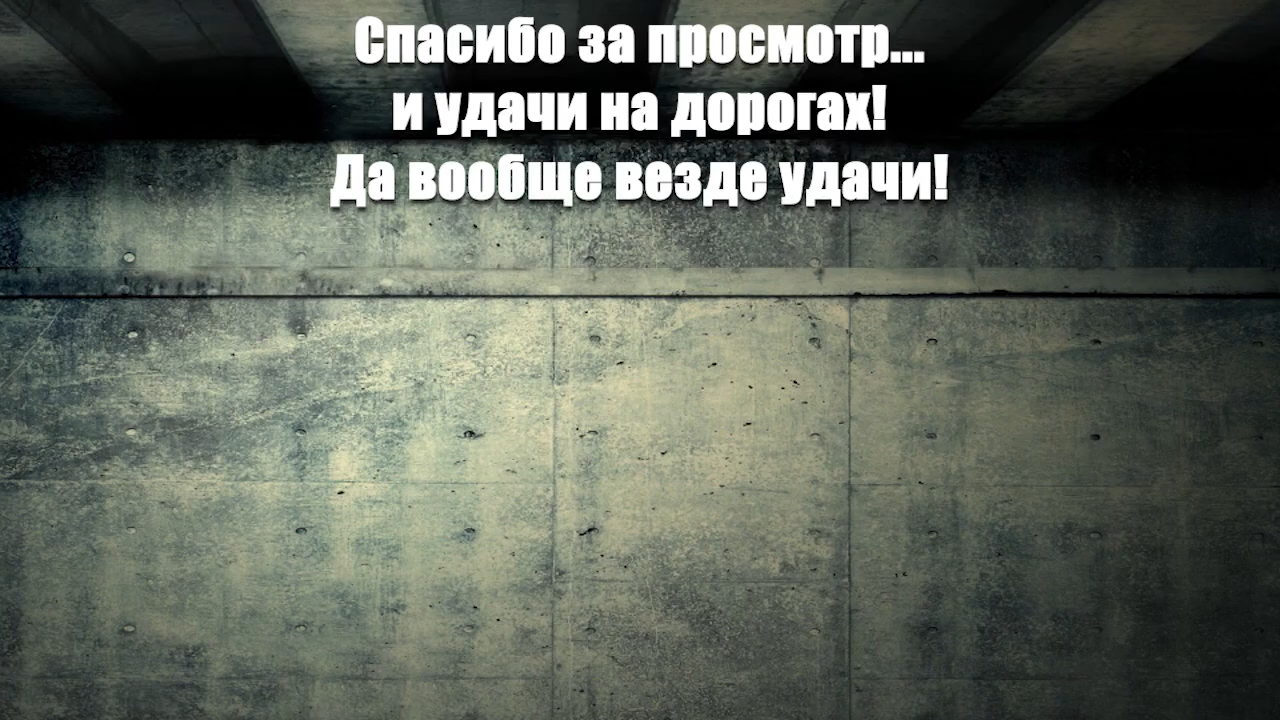 Спасибо за просмотр...
и удачи на дорогах!
Да вообще везде удачи!